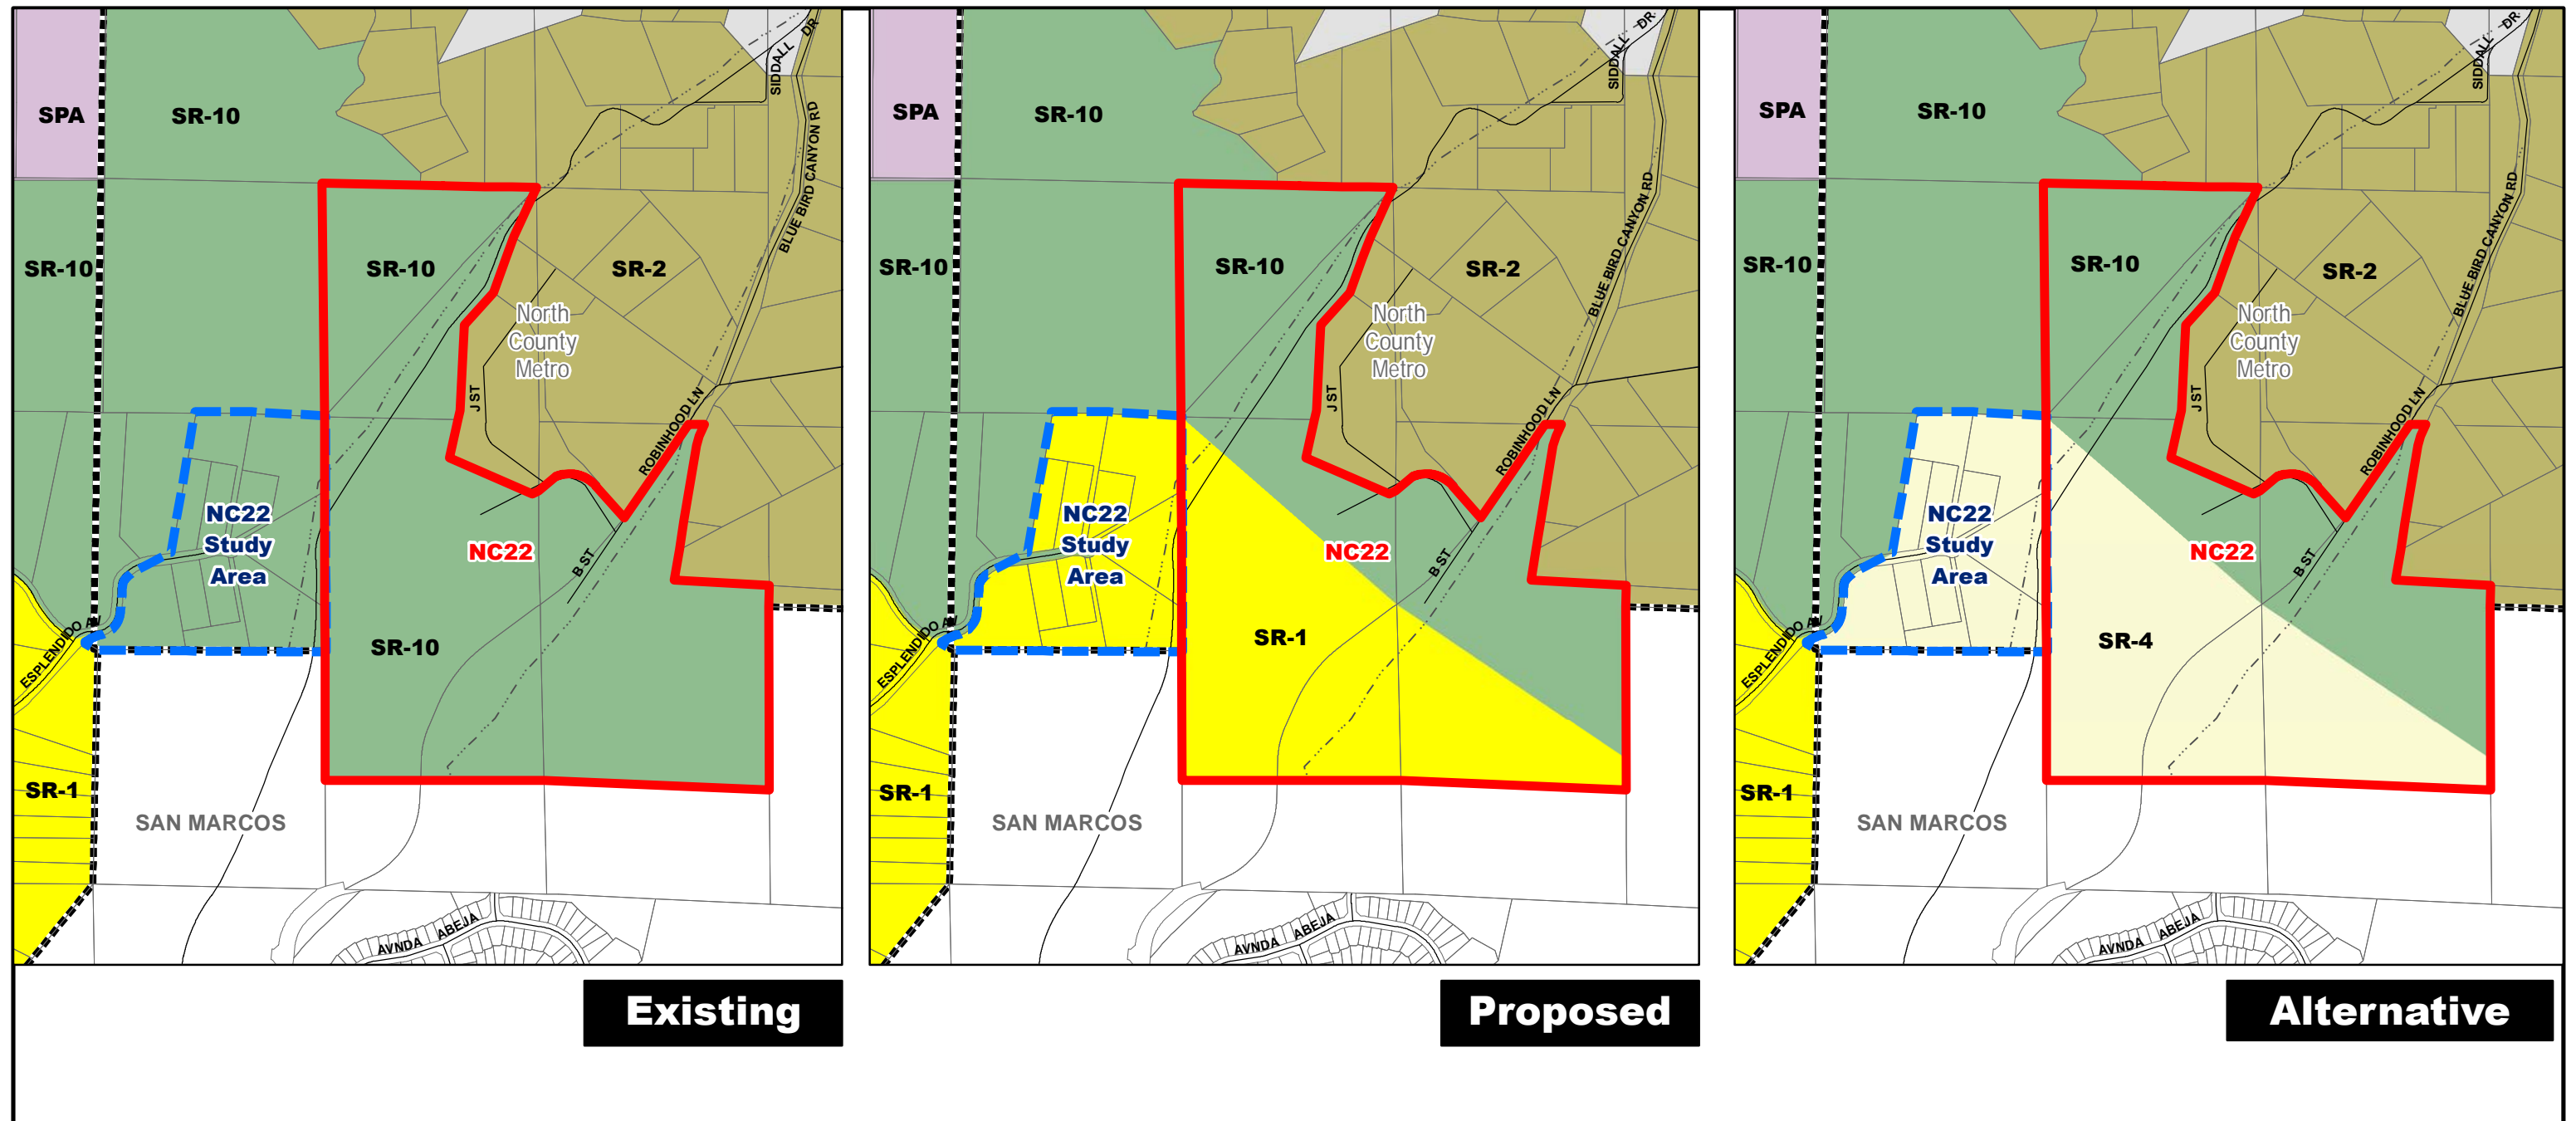 SIDDALL DR
SPA
SR-10
BLUE BIRD CANYON RD
SR-10
SR-10
SR-2
North
County
Metro
J ST
ROBINHOOD LN
NC22
Study
Area
NC22
B ST
ESPLENDIDO AV
SR-10
SR-1
SAN MARCOS
AVNDA ABEJA
Existing
SIDDALL DR
SPA
SR-10
BLUE BIRD CANYON RD
SR-10
SR-10
SR-2
North
County
Metro
J ST
ROBINHOOD LN
NC22
Study
Area
NC22
B ST
ESPLENDIDO AV
SR-1
SR-1
SAN MARCOS
AVNDA ABEJA
Proposed
SIDDALL DR
SPA
SR-10
BLUE BIRD CANYON RD
SR-10
SR-10
SR-2
North
County
Metro
J ST
ROBINHOOD LN
NC22
Study
Area
NC22
B ST
ESPLENDIDO AV
SR-4
SR-1
SAN MARCOS
AVNDA ABEJA
Alternative